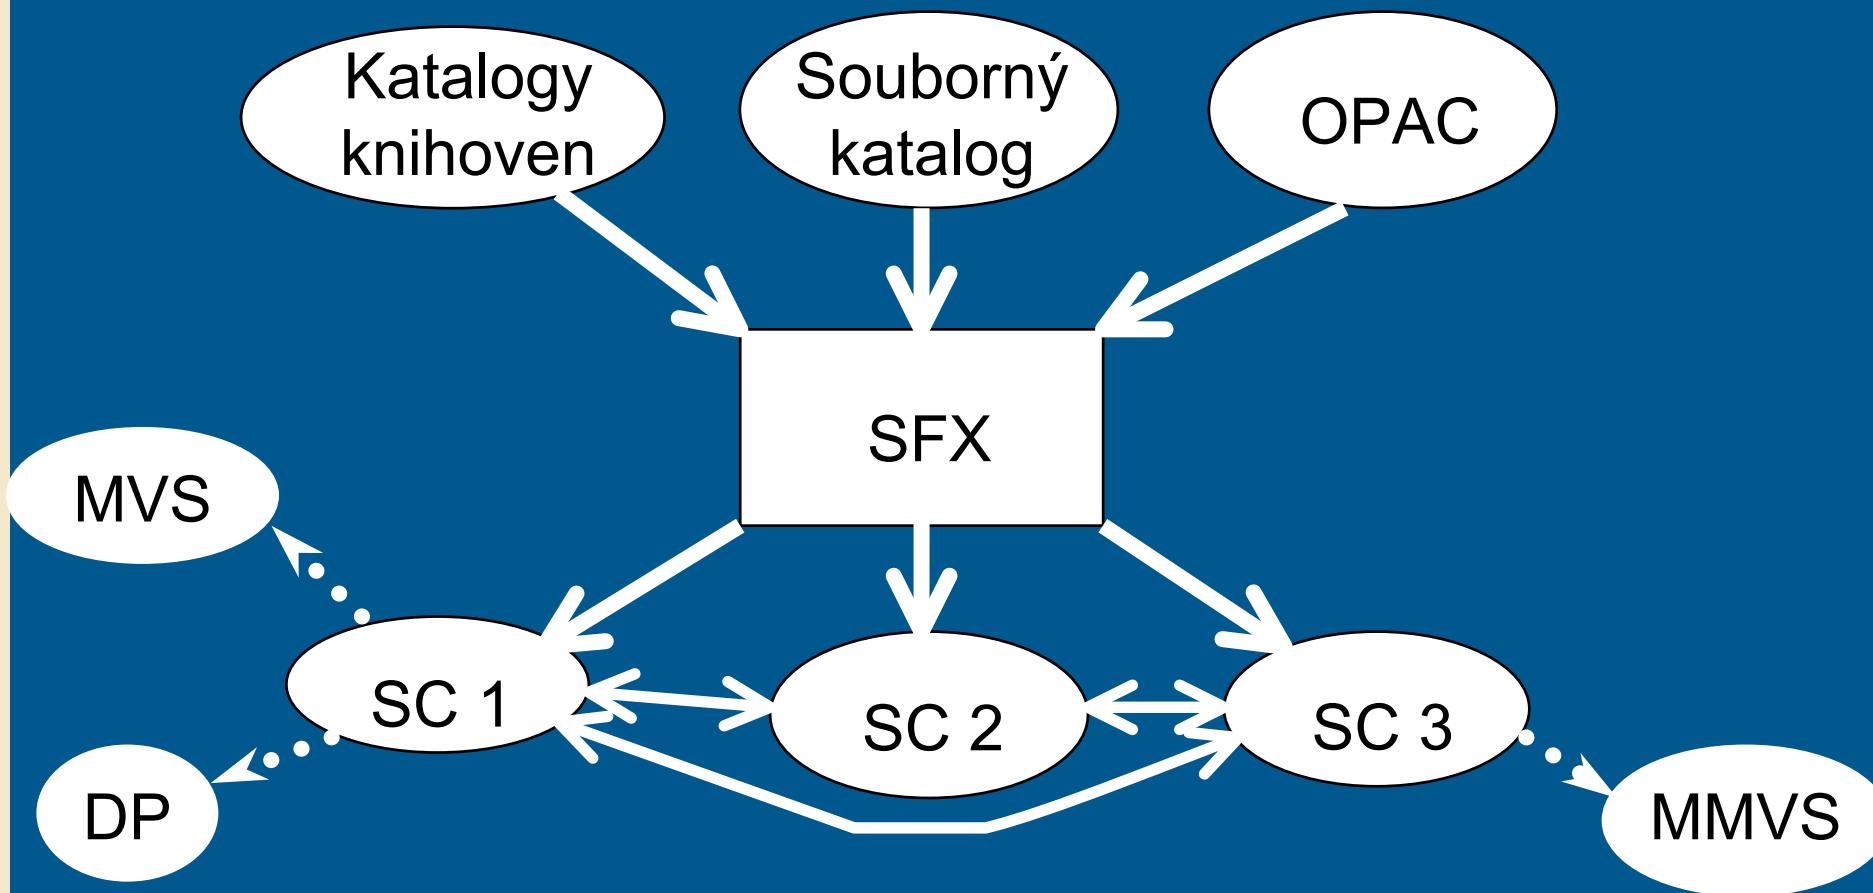 Katalogy
knihoven
Souborný
katalog
OPAC
SFX
MVS
SC 1
SC 2
SC 3
DP
MMVS